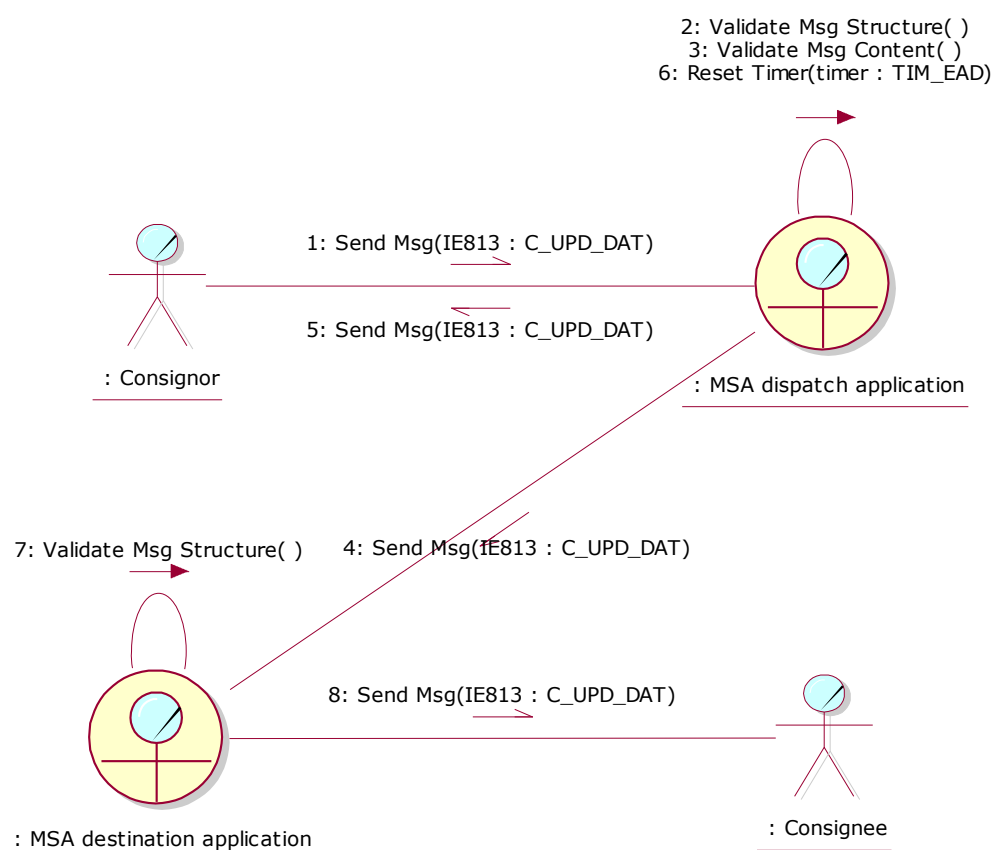 2: Validate Msg Structure( )
3: Validate Msg Content( )
6: Reset Timer(timer : TIM_EAD)
1: Send Msg(IE813 : C_UPD_DAT)
5: Send Msg(IE813 : C_UPD_DAT)
: Consignor
: MSA dispatch application
7: Validate Msg Structure( )
4: Send Msg(IE813 : C_UPD_DAT)
8: Send Msg(IE813 : C_UPD_DAT)
: MSA destination application
: Consignee